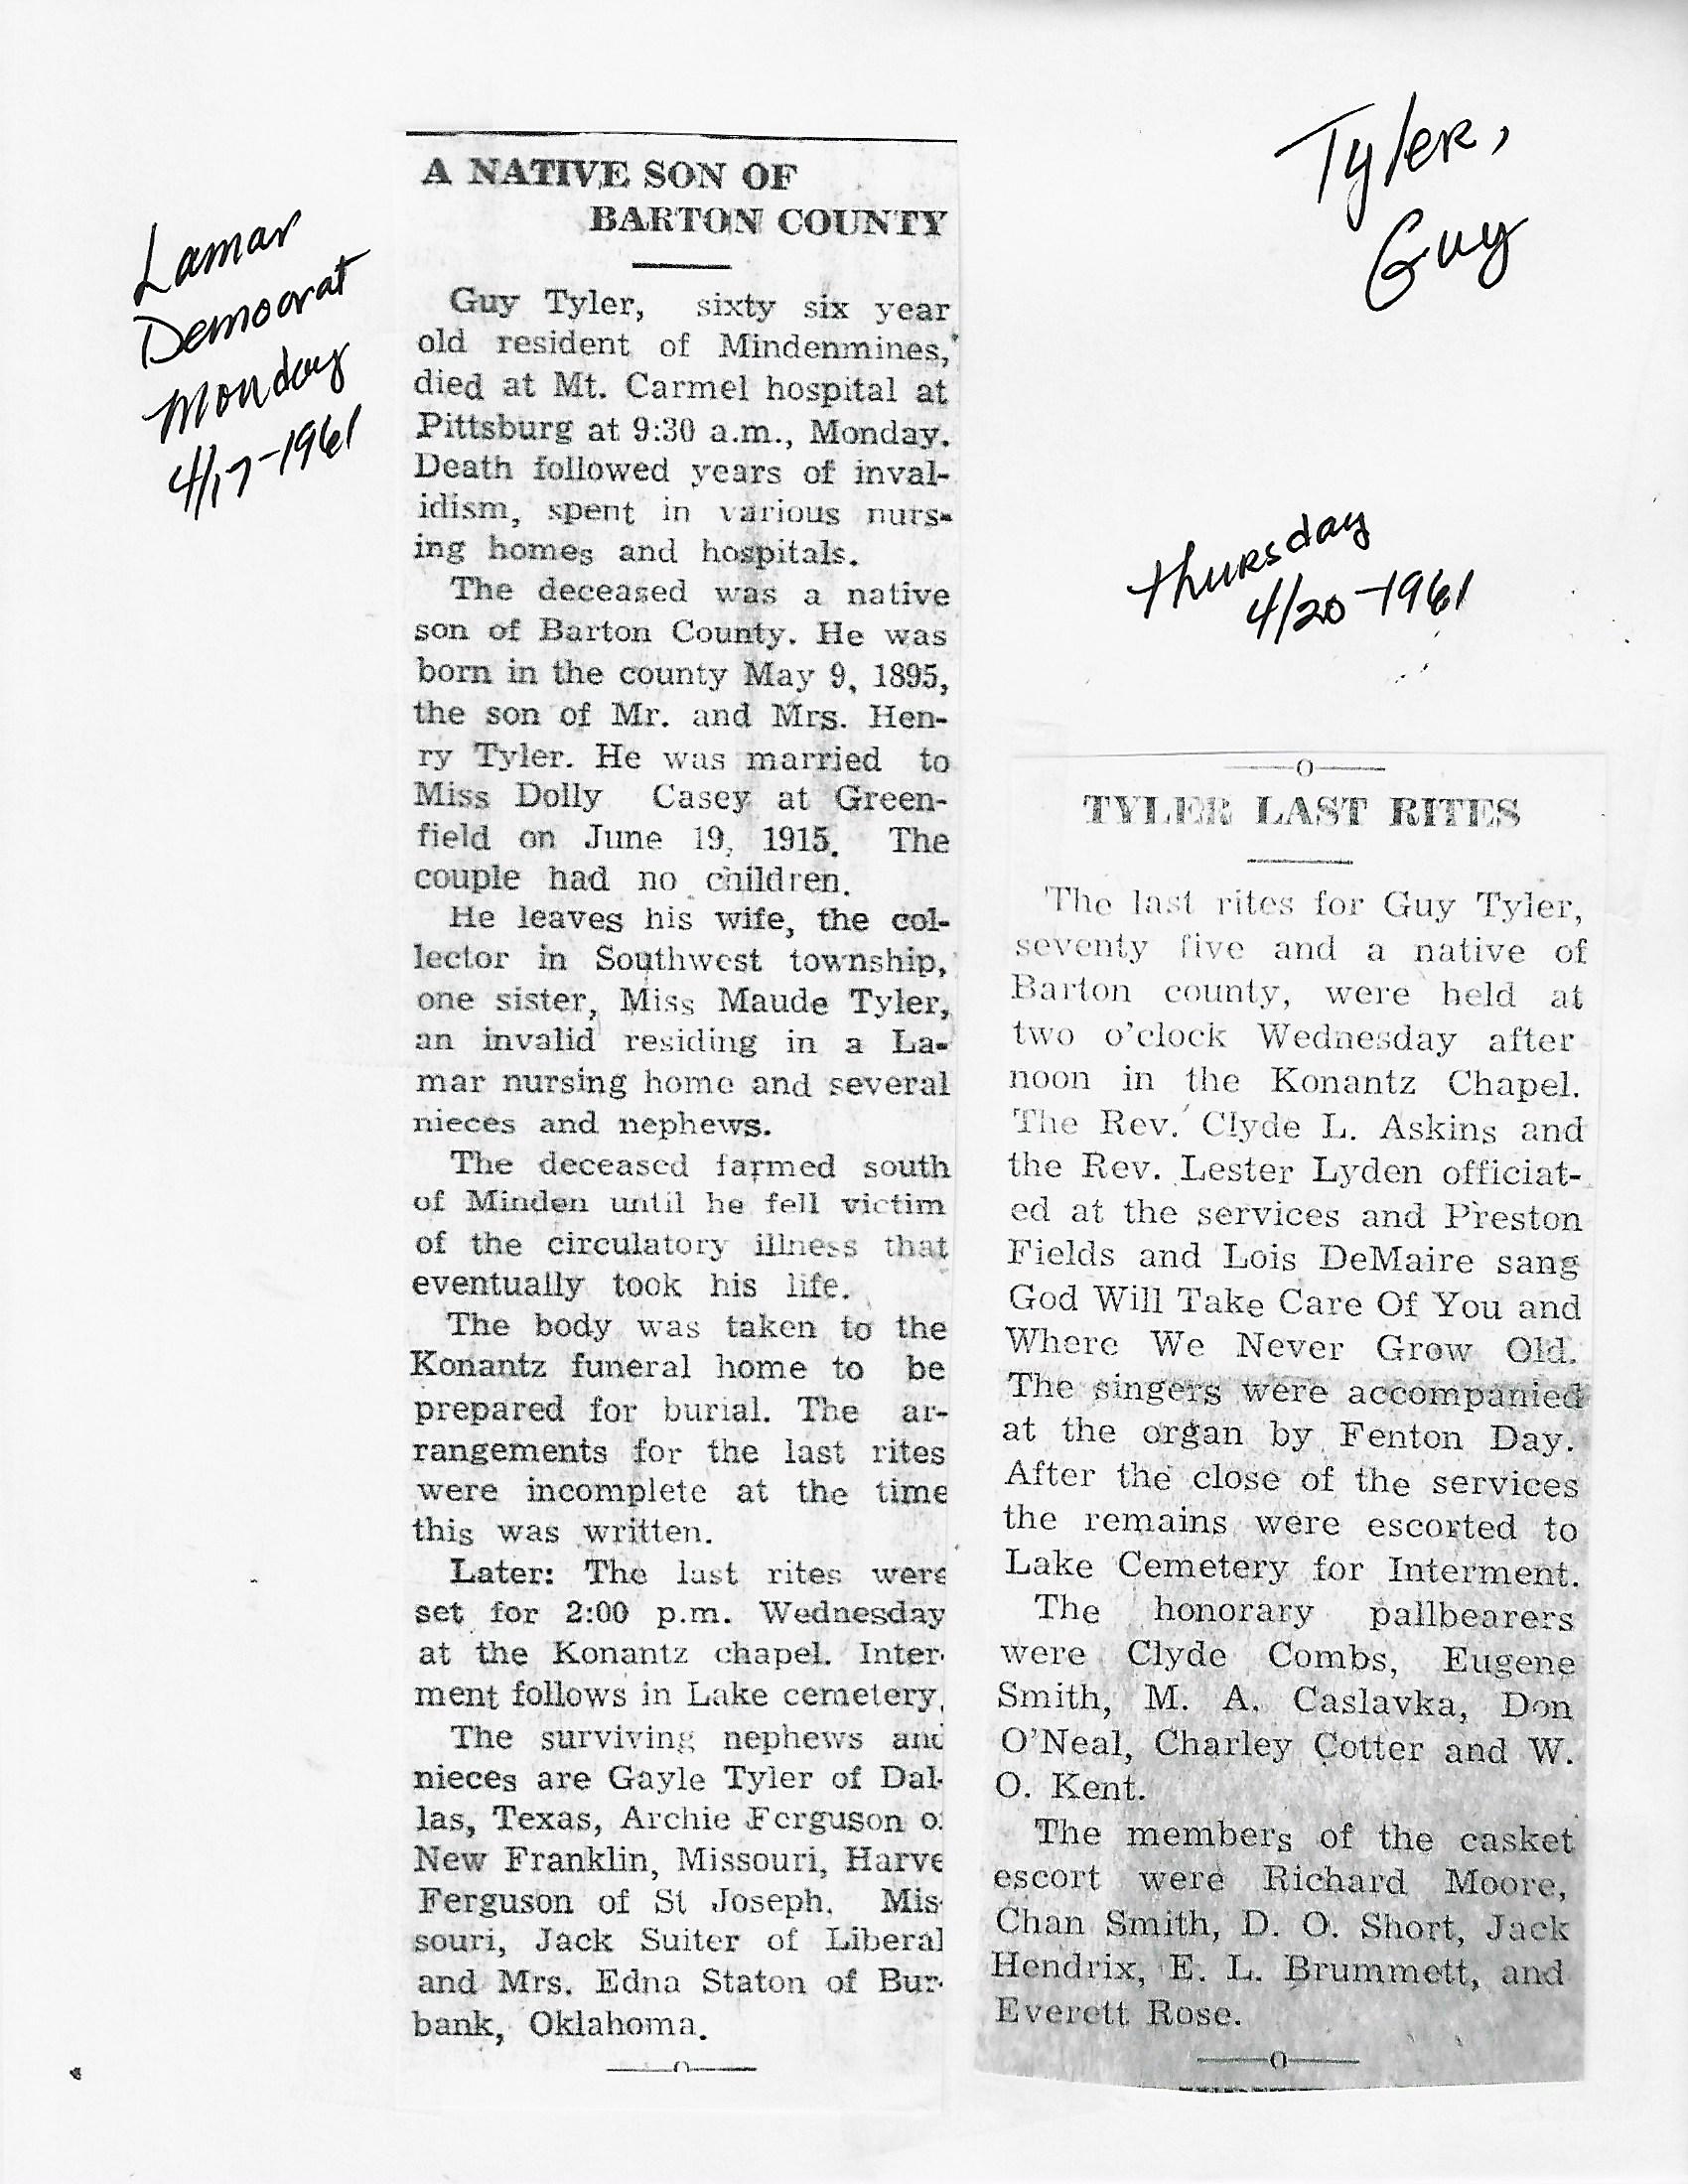 Lamar
Democrat
Monday
4/17-1961
A NATIVE SON OF
BARTON COUNTY
Guy Tyler, sixty six year
old resident of Mindenmines,
died at Mt. Carmel hospital at
Pittsburg at 9:30 a.m., Monday.
Death followed years of inval-
idism, spent in various nurs-
ing homes and hospitals.
The deceased was a native
son of Barton County. He was
born in the county May 9, 1895,
the son of Mr. and Mrs. Hen-
ry Tyler. He was married to
Miss Dolly Casey at Green-
field on June 19, 1915. The
couple had no children.
He leaves his wife, the col-
lector in Southwest township,
one sister, Miss Maude Tyler,
an invalid residing in a La-
mar nursing home and several
nieces and nephews.
The deceased farmed south
of Minden until he fell victim
of the circulatory illness that
eventually took his life.
The body was taken to the
Konantz funeral home to be
prepared for burial. The ar-
rangements for the last rites
were incomplete at the time
this was written.
Later: The last rites were
set for 2:00 p.m. Wednesday
at the Konantz chapel. Inter-
ment follows in Lake cemetery.
The surviving nephews and
nieces are Gayle Tyler of Dal-
las, Texas, Archie Ferguson o
New Franklin, Missouri, Harve
Ferguson of St Joseph, Mis-
souri, Jack Suiter of Liberal
and Mrs. Edna Staton of Bur-
bank, Oklahoma.
Tyler,
Guy
Thursday
4/20-1961
TYLER LAST RITES
The last rites for Guy Tyler,
seventy five and a native of
Barton county, were held at
two o'clock Wednesday after
noon in the Konantz Chapel.
The Rev. Clyde L. Askins and
the Rev. Lester Lyden officiat-
ed at the services and Preston
Fields and Lois DeMaire sang
God Will Take Care Of You and
Where We Never Grow Old.
The singers were accompanied
at the organ by Fenton Day.
After the close of the services
the remains were escorted to
Lake Cemetery for Interment.
The honorary pallbearers
were Clyde Combs, Eugene
Smith, M. A. Caslavka, Don
O'Neal, Charley Cotter and W.
O. Kent.
The members of the casket
escort were Richard Moore,
Chan Smith, D. O. Short, Jack
Hendrix, E. L. Brummett, and
Everett Rose.